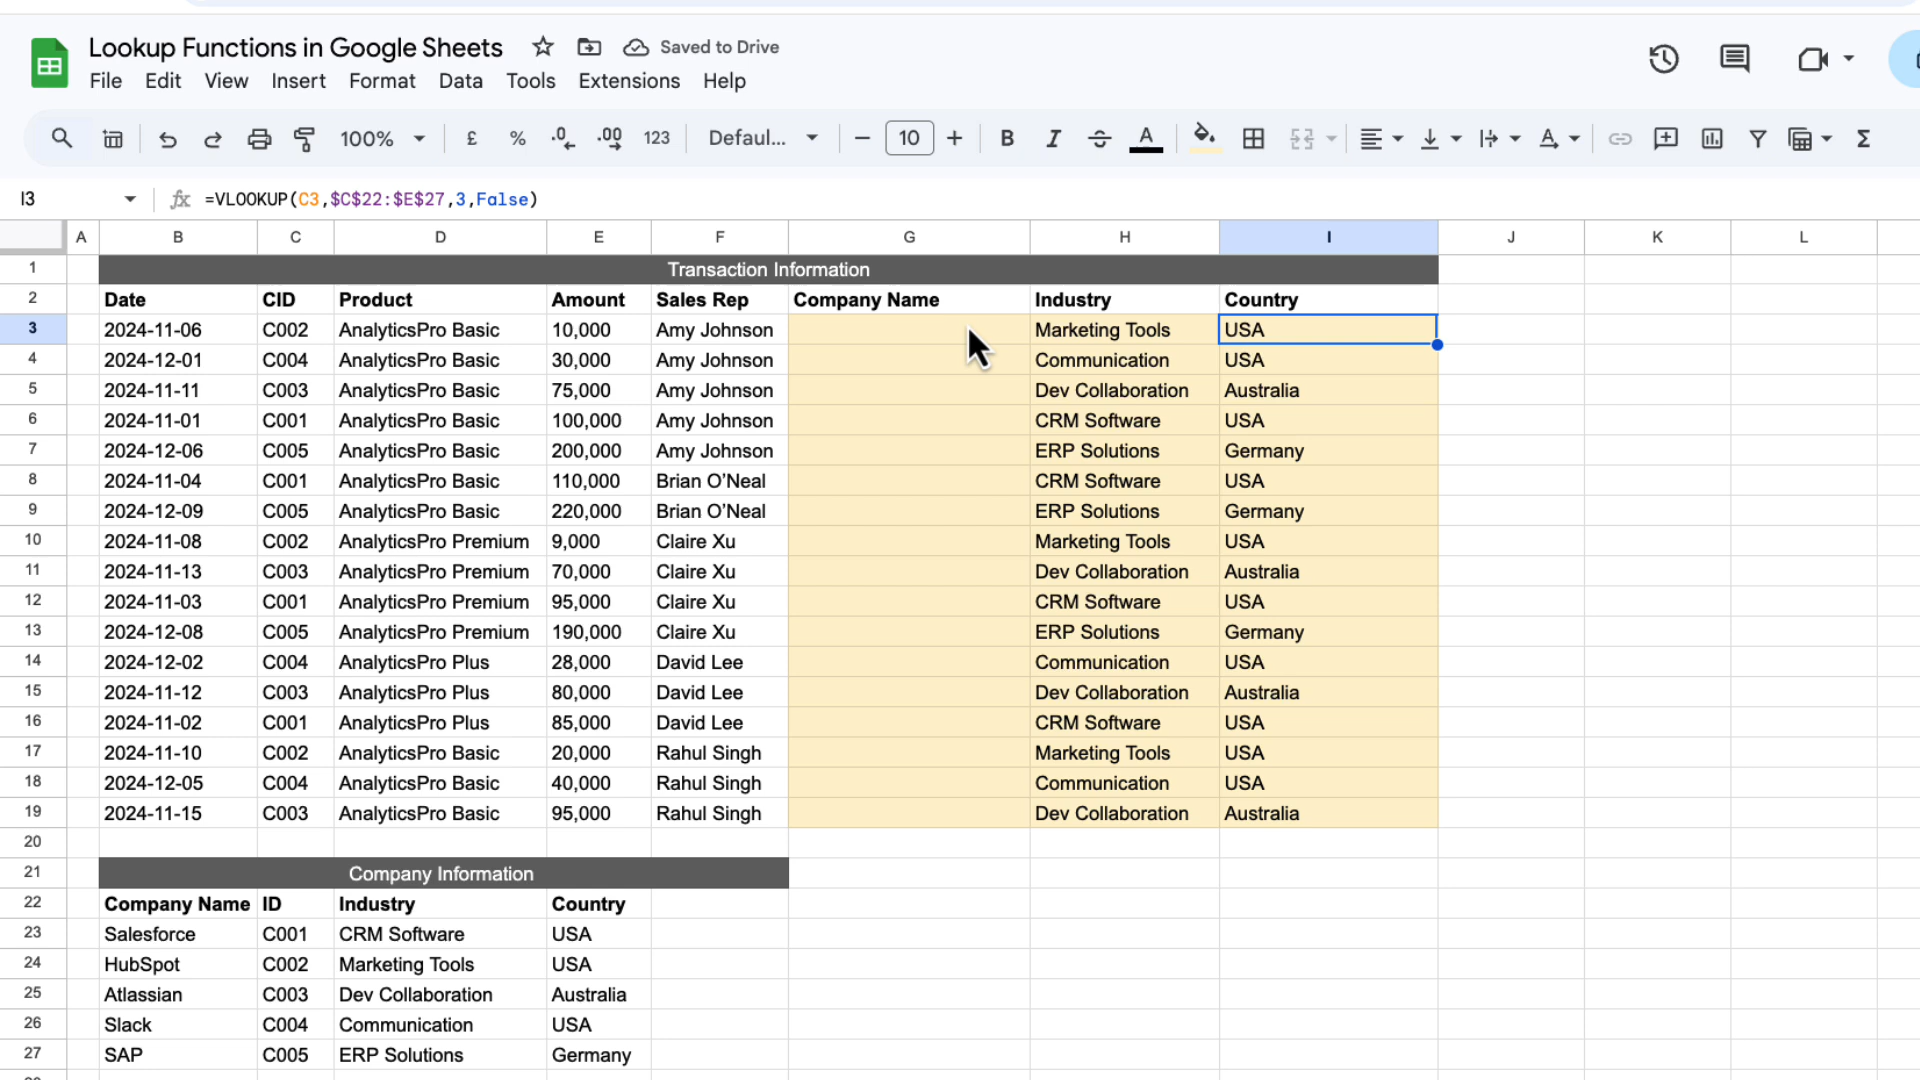 Lookup Functions in Google Sheets Saved to Drive
File Edit View Insert Format Data Tools Extensions Help
100% £ % .0 .00 123 Defaul... 10 B I A A Σ
I3 fx =VLOOKUP(C3,$C$22:$E$27,3,False)
A B C D E F G H I J K L
1 Transaction Information
2 Date CID Product Amount Sales Rep Company Name Industry Country
3 2024-11-06 C002 AnalyticsPro Basic 10,000 Amy Johnson Marketing Tools USA
4 2024-12-01 C004 AnalyticsPro Basic 30,000 Amy Johnson Communication USA
5 2024-11-11 C003 AnalyticsPro Basic 75,000 Amy Johnson Dev Collaboration Australia
6 2024-11-01 C001 AnalyticsPro Basic 100,000 Amy Johnson CRM Software USA
7 2024-12-06 C005 AnalyticsPro Basic 200,000 Amy Johnson ERP Solutions Germany
8 2024-11-04 C001 AnalyticsPro Basic 110,000 Brian O’Neal CRM Software USA
9 2024-12-09 C005 AnalyticsPro Basic 220,000 Brian O’Neal ERP Solutions Germany
10 2024-11-08 C002 AnalyticsPro Premium 9,000 Claire Xu Marketing Tools USA
11 2024-11-13 C003 AnalyticsPro Premium 70,000 Claire Xu Dev Collaboration Australia
12 2024-11-03 C001 AnalyticsPro Premium 95,000 Claire Xu CRM Software USA
13 2024-12-08 C005 AnalyticsPro Premium 190,000 Claire Xu ERP Solutions Germany
14 2024-12-02 C004 AnalyticsPro Plus 28,000 David Lee Communication USA
15 2024-11-12 C003 AnalyticsPro Plus 80,000 David Lee Dev Collaboration Australia
16 2024-11-02 C001 AnalyticsPro Plus 85,000 David Lee CRM Software USA
17 2024-11-10 C002 AnalyticsPro Basic 20,000 Rahul Singh Marketing Tools USA
18 2024-12-05 C004 AnalyticsPro Basic 40,000 Rahul Singh Communication USA
19 2024-11-15 C003 AnalyticsPro Basic 95,000 Rahul Singh Dev Collaboration Australia
20
21 Company Information
22 Company Name ID Industry Country
23 Salesforce C001 CRM Software USA
24 HubSpot C002 Marketing Tools USA
25 Atlassian C003 Dev Collaboration Australia
26 Slack C004 Communication USA
27 SAP C005 ERP Solutions Germany